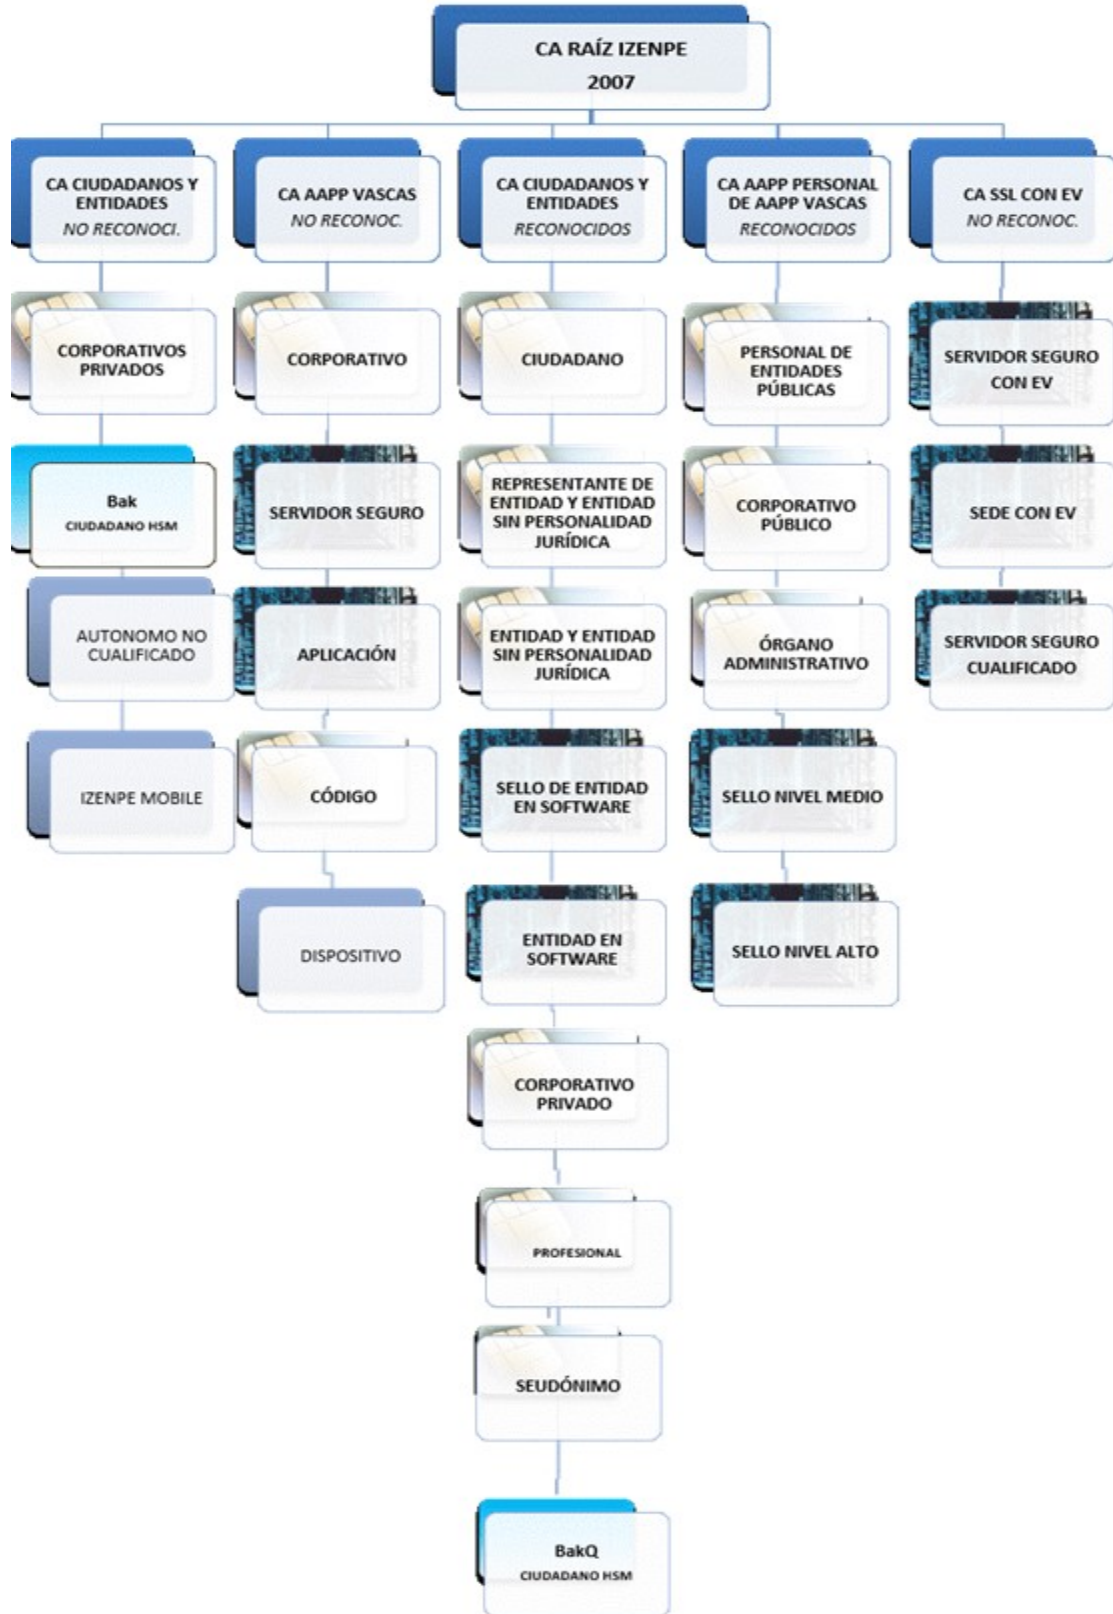 CA RAÍZ IZENPE
2007
CA CIUDADANOS Y
ENTIDADES
NO RECONOCI.
CA AAPP VASCAS
NO RECONOC.
CA CIUDADANOS Y
ENTIDADES
RECONOCIDOS
CA AAPP PERSONAL
DE AAPP VASCAS
RECONOCIDOS
CA SSL CON EV
NO RECONOC.
CORPORATIVOS
PRIVADOS
Bak
CIUDADANO HSM
AUTONOMO NO
CUALIFICADO
IZENPE MOBILE
CORPORATIVO
SERVIDOR SEGURO
APLICACIÓN
CÓDIGO
DISPOSITIVO
CIUDADANO
REPRESENTANTE DE
ENTIDAD Y ENTIDAD
SIN PERSONALIDAD
JURÍDICA
ENTIDAD Y ENTIDAD
SIN PERSONALIDAD
JURÍDICA
SELLO DE ENTIDAD
EN SOFTWARE
ENTIDAD EN
SOFTWARE
CORPORATIVO
PRIVADO
PROFESIONAL
SEUDÓNIMO
BakQ
CIUDADANO HSM
PERSONAL DE
ENTIDADES
PÚBLICAS
CORPORATIVO
PÚBLICO
ÓRGANO
ADMINISTRATIVO
SELLO NIVEL MEDIO
SELLO NIVEL ALTO
SERVIDOR SEGURO
CON EV
SEDE CON EV
SERVIDOR SEGURO
CUALIFICADO